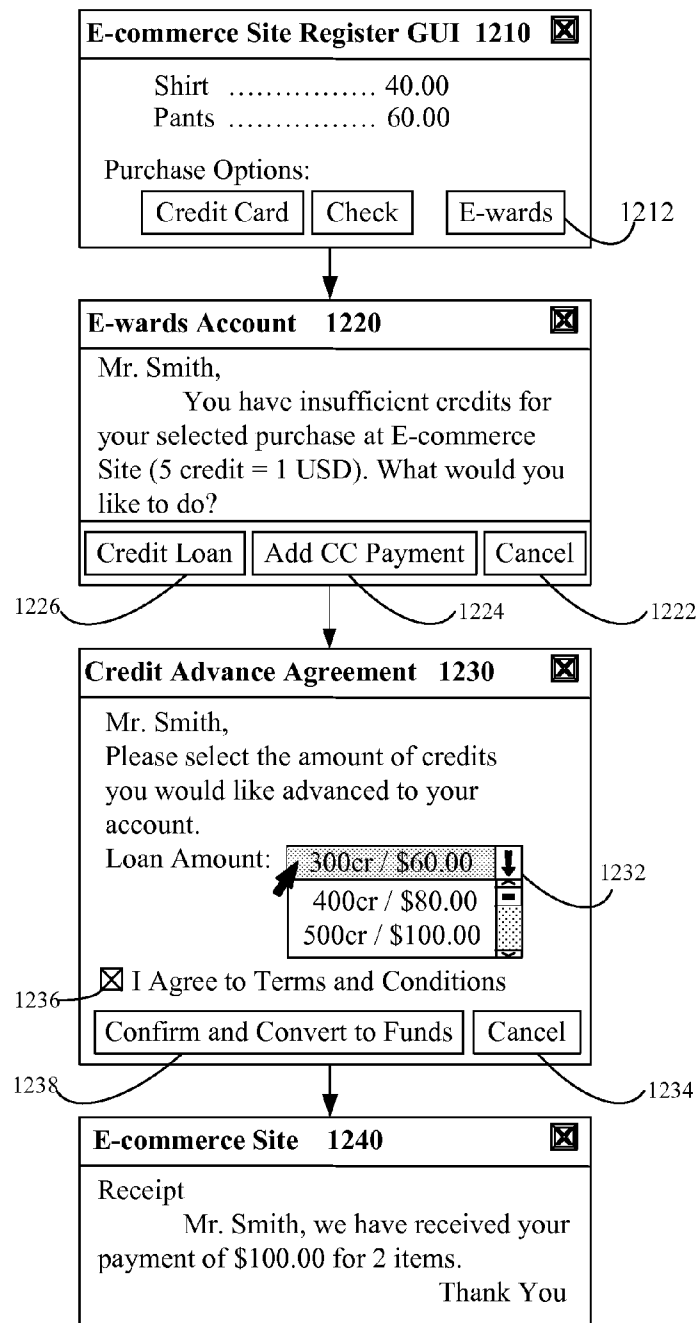 E-commerce Site Register GUI 1210
Shirt ................ 40.00
Pants ................ 60.00
Purchase Options:
Credit Card Check E-wards 1212
E-wards Account 1220
Mr. Smith,
You have insufficient credits for
your selected purchase at E-commerce
Site (5 credit = 1 USD). What would you
like to do?
Credit Loan Add CC Payment Cancel
1226 1224 1222
Credit Advance Agreement 1230
Mr. Smith,
Please select the amount of credits
you would like advanced to your
account.
Loan Amount: 300cr / $60.00 1232
400cr / $80.00
500cr / $100.00
1236 I Agree to Terms and Conditions
Confirm and Convert to Funds Cancel
1238 1234
E-commerce Site 1240
Receipt
Mr. Smith, we have received your
payment of $100.00 for 2 items.
Thank You